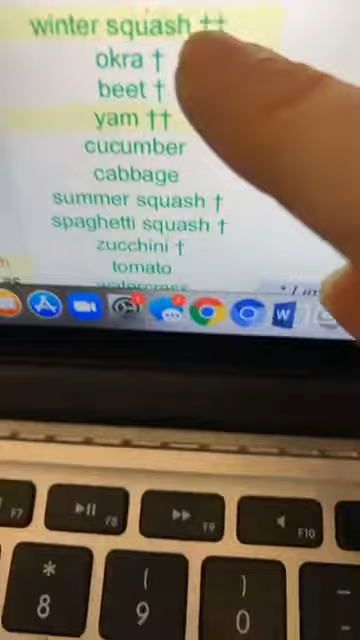 winter squash ††
okra †
beet †
yam ††
cucumber
cabbage
summer squash †
spaghetti squash †
zucchini †
tomato
watercress
W
F7
F8
F9
F10
*
8
(
9
)
0